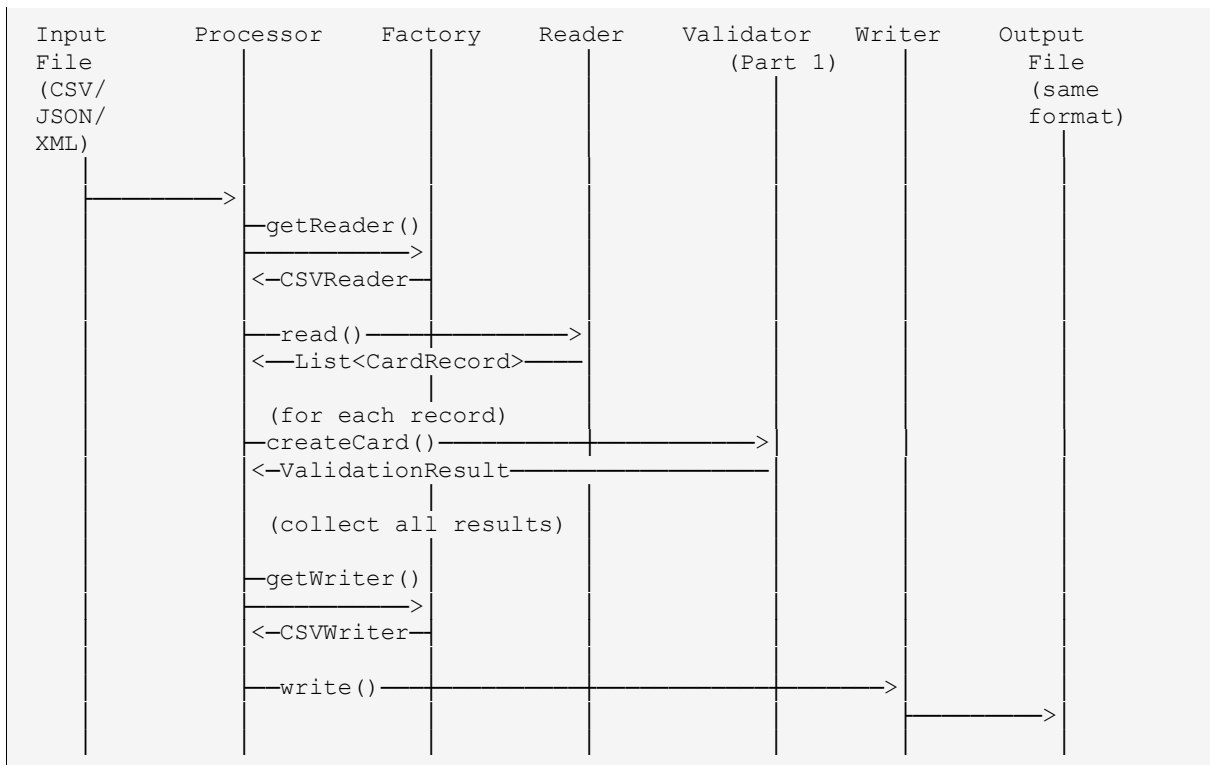 Input Processor Factory Reader Validator Writer Output
File (Part 1) File
(CSV/ (same
JSON/ format)
XML)
getReader()
CSVReader
read()
List<CardRecord>
(for each record)
createCard()
ValidationResult
(collect all results)
getWriter()
CSVWriter
write()